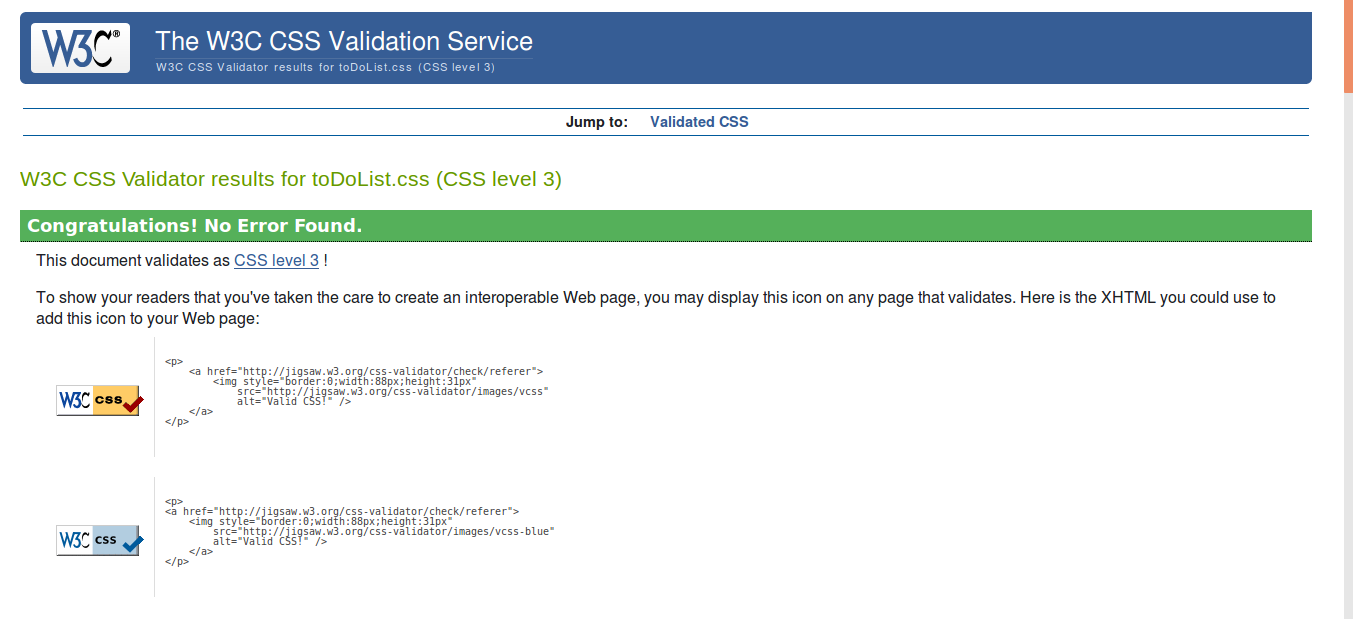 W3C® The W3C CSS Validation Service
W3C CSS Validator results for toDoList.css (CSS level 3)
Jump to: Validated CSS
W3C CSS Validator results for toDoList.css (CSS level 3)
Congratulations! No Error Found.
This document validates as CSS level 3 !
To show your readers that you've taken the care to create an interoperable Web page, you may display this icon on any page that validates. Here is the XHTML you could use to
add this icon to your Web page:
<p>
<a href="http://jigsaw.w3.org/css-validator/check/referer">
<img style="border:0;width:88px;height:31px"
src="http://jigsaw.w3.org/css-validator/images/vcss"
alt="Valid CSS!" />
</a>
</p>
W3C css
<p>
<a href="http://jigsaw.w3.org/css-validator/check/referer">
<img style="border:0;width:88px;height:31px"
src="http://jigsaw.w3.org/css-validator/images/vcss-blue"
alt="Valid CSS!" />
</a>
</p>
W3C css